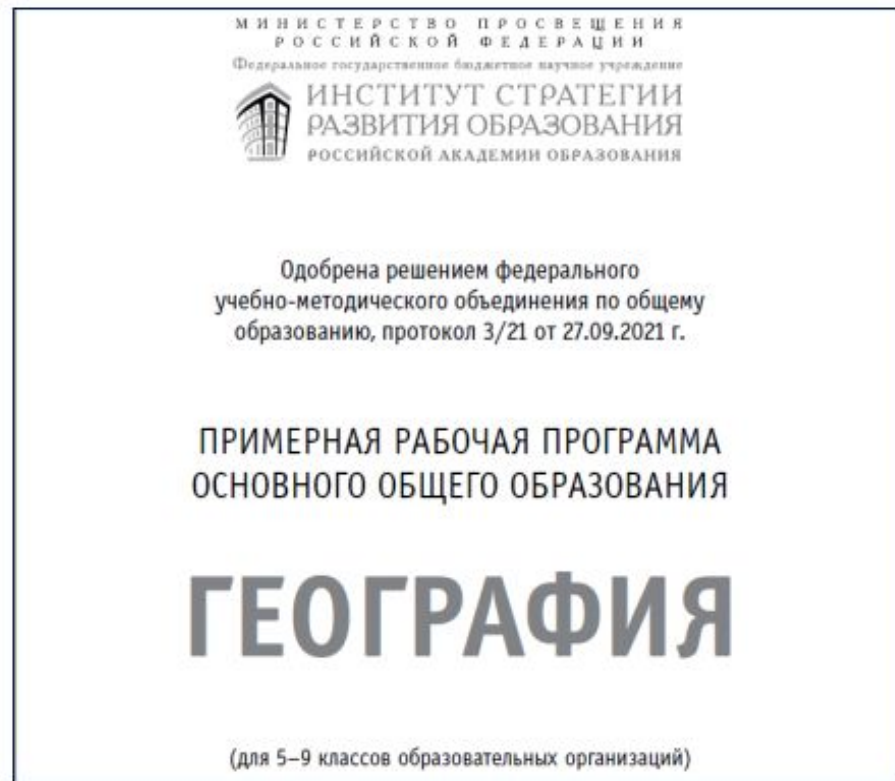 МИНИСТЕРСТВО ПРОСВЕЩЕНИЯ
РОССИЙСКОЙ ФЕДЕРАЦИИ
Федеральное государственное бюджетное научное учреждение
ИНСТИТУТ СТРАТЕГИИ
РАЗВИТИЯ ОБРАЗОВАНИЯ
РОССИЙСКОЙ АКАДЕМИИ ОБРАЗОВАНИЯ
Одобрена решением федерального
учебно-методического объединения по общему
образованию, протокол 3/21 от 27.09.2021 г.
ПРИМЕРНАЯ РАБОЧАЯ ПРОГРАММА
ОСНОВНОГО ОБЩЕГО ОБРАЗОВАНИЯ
ГЕОГРАФИЯ
(для 5–9 классов образовательных организаций)